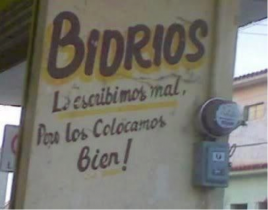 BiDRIOS
Lo escribimos mal,
Pero los Colocamos
Bien!